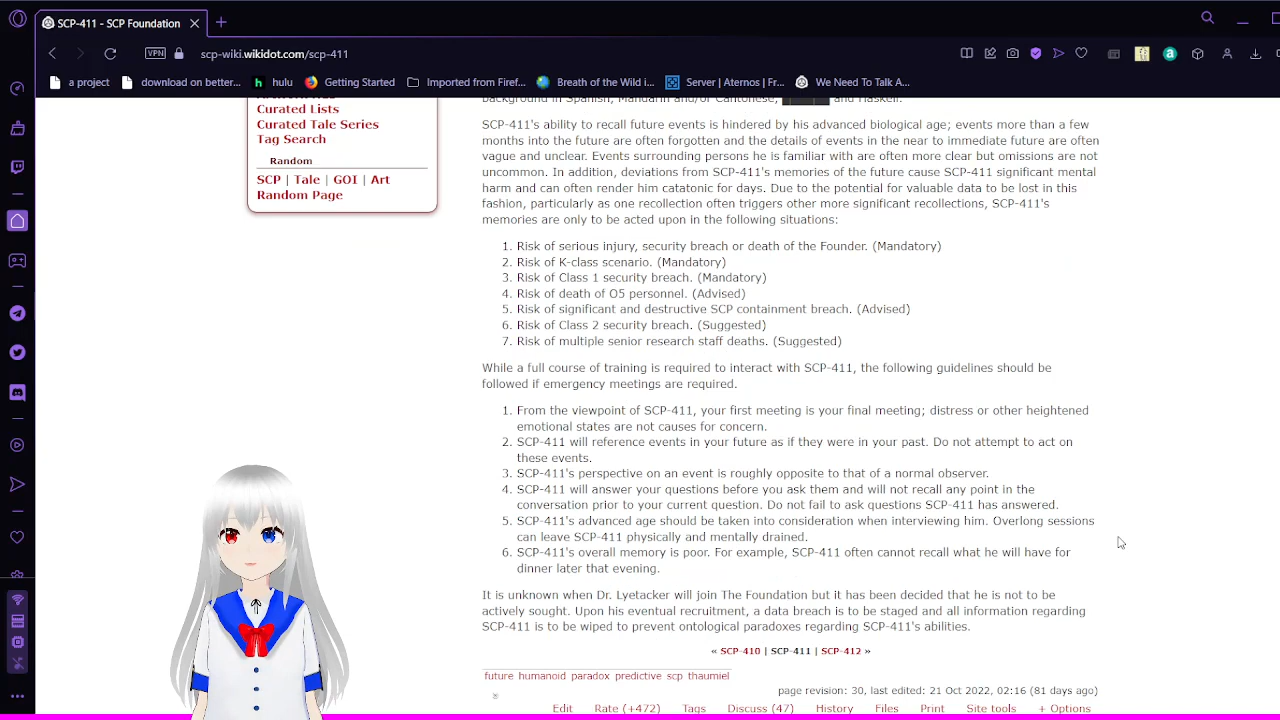 SCP-411 - SCP Foundation
VPN
scp-wiki.wikidot.com/scp-411
a project
download on better...
hulu
Getting Started
Imported from Firef...
Breath of the Wild i...
Server | Aternos | Fr...
We Need To Talk A...
Curated Lists
Curated Tale Series
Tag Search
Random
SCP | Tale | GOI | Art
Random Page
background in Spanish, Mandarin and/or Cantonese, and Haskell.
SCP-411's ability to recall future events is hindered by his advanced biological age; events more than a few
months into the future are often forgotten and the details of events in the near to immediate future are often
vague and unclear. Events surrounding persons he is familiar with are often more clear but omissions are not
uncommon. In addition, deviations from SCP-411's memories of the future cause SCP-411 significant mental
harm and can often render him catatonic for days. Due to the potential for valuable data to be lost in this
fashion, particularly as one recollection often triggers other more significant recollections, SCP-411's
memories are only to be acted upon in the following situations:
1. Risk of serious injury, security breach or death of the Founder. (Mandatory)
2. Risk of K-class scenario. (Mandatory)
3. Risk of Class 1 security breach. (Mandatory)
4. Risk of death of O5 personnel. (Advised)
5. Risk of significant and destructive SCP containment breach. (Advised)
6. Risk of Class 2 security breach. (Suggested)
7. Risk of multiple senior research staff deaths. (Suggested)
While a full course of training is required to interact with SCP-411, the following guidelines should be
followed if emergency meetings are required.
1. From the viewpoint of SCP-411, your first meeting is your final meeting; distress or other heightened
emotional states are not causes for concern.
2. SCP-411 will reference events in your future as if they were in your past. Do not attempt to act on
these events.
3. SCP-411's perspective on an event is roughly opposite to that of a normal observer.
4. SCP-411 will answer your questions before you ask them and will not recall any point in the
conversation prior to your current question. Do not fail to ask questions SCP-411 has answered.
5. SCP-411's advanced age should be taken into consideration when interviewing him. Overlong sessions
can leave SCP-411 physically and mentally drained.
6. SCP-411's overall memory is poor. For example, SCP-411 often cannot recall what he will have for
dinner later that evening.
It is unknown when Dr. Lyetacker will join The Foundation but it has been decided that he is not to be
actively sought. Upon his eventual recruitment, a data breach is to be staged and all information regarding
SCP-411 is to be wiped to prevent ontological paradoxes regarding SCP-411's abilities.
« SCP-410 | SCP-411 | SCP-412 »
future humanoid paradox predictive scp thaumiel
page revision: 30, last edited: 21 Oct 2022, 02:16 (81 days ago)
Edit Rate (+472) Tags Discuss (47) History Files Print Site tools + Options